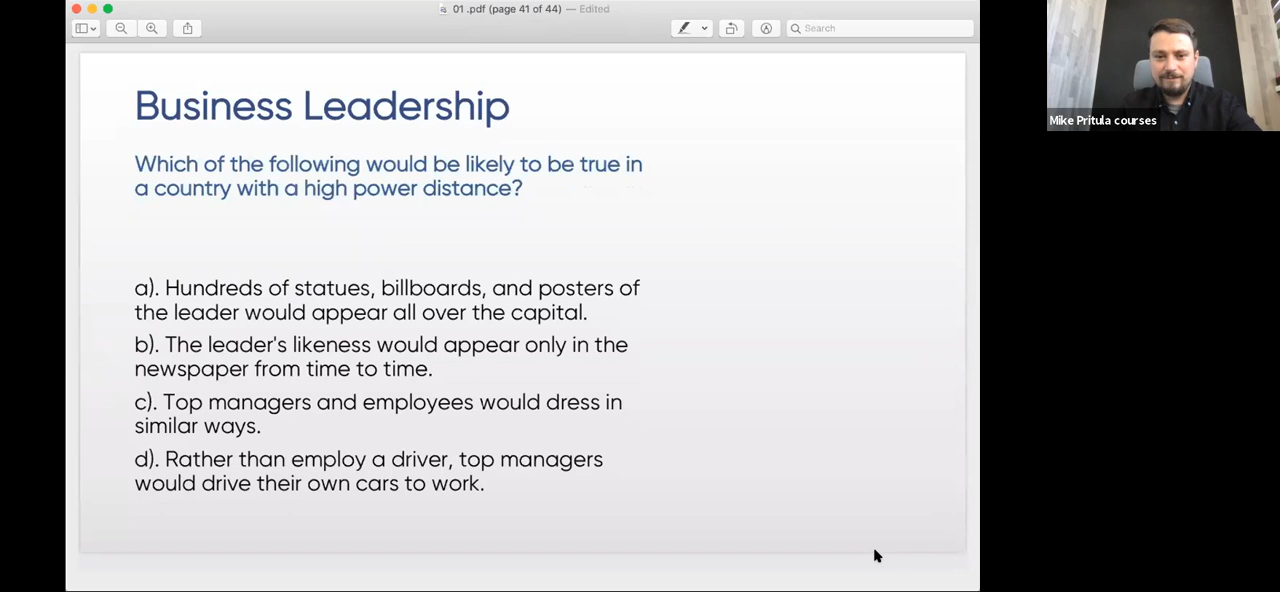 01 .pdf (page 41 of 44) — Edited
Search
Business Leadership
Which of the following would be likely to be true in
a country with a high power distance?
a). Hundreds of statues, billboards, and posters of
the leader would appear all over the capital.
b). The leader's likeness would appear only in the
newspaper from time to time.
c). Top managers and employees would dress in
similar ways.
d). Rather than employ a driver, top managers
would drive their own cars to work.
Mike Pritula courses